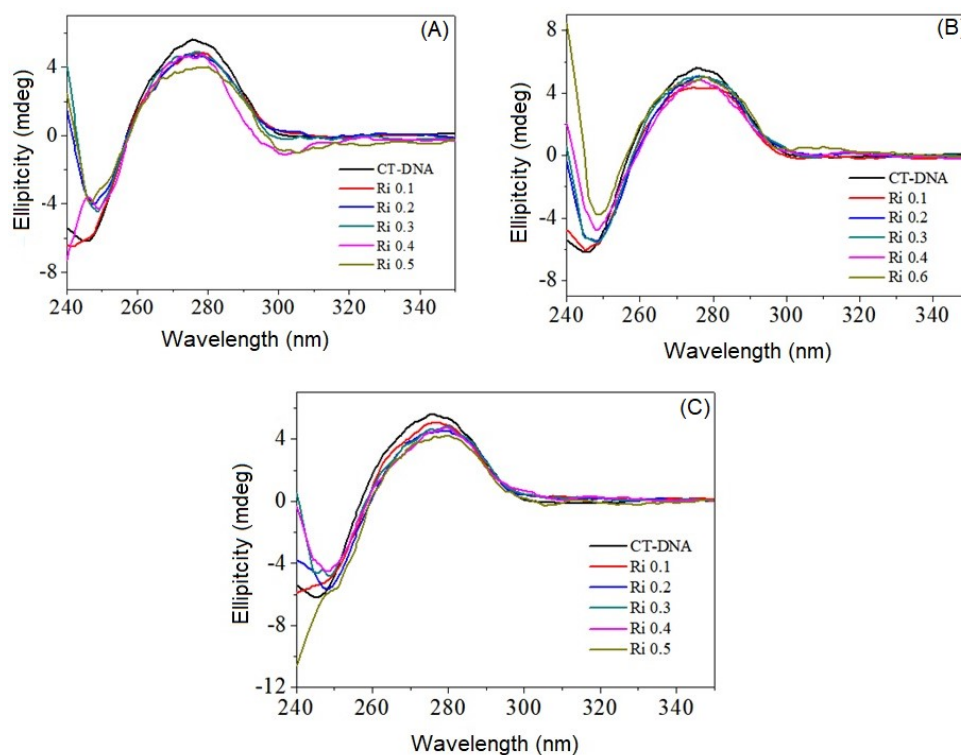 (A)
Ellipitcity (mdeg)
4
0
-4
-8
CT-DNA
Ri 0.1
Ri 0.2
Ri 0.3
Ri 0.4
Ri 0.5
240 260 280 300 320 340
Wavelength (nm)
(B)
Ellipitcity (mdeg)
8
4
0
-4
-8
CT-DNA
Ri 0.1
Ri 0.2
Ri 0.3
Ri 0.4
Ri 0.6
240 260 280 300 320 340
Wavelength (nm)
(C)
Ellipitcity (mdeg)
4
0
-4
-8
-12
CT-DNA
Ri 0.1
Ri 0.2
Ri 0.3
Ri 0.4
Ri 0.5
240 260 280 300 320 340
Wavelength (nm)